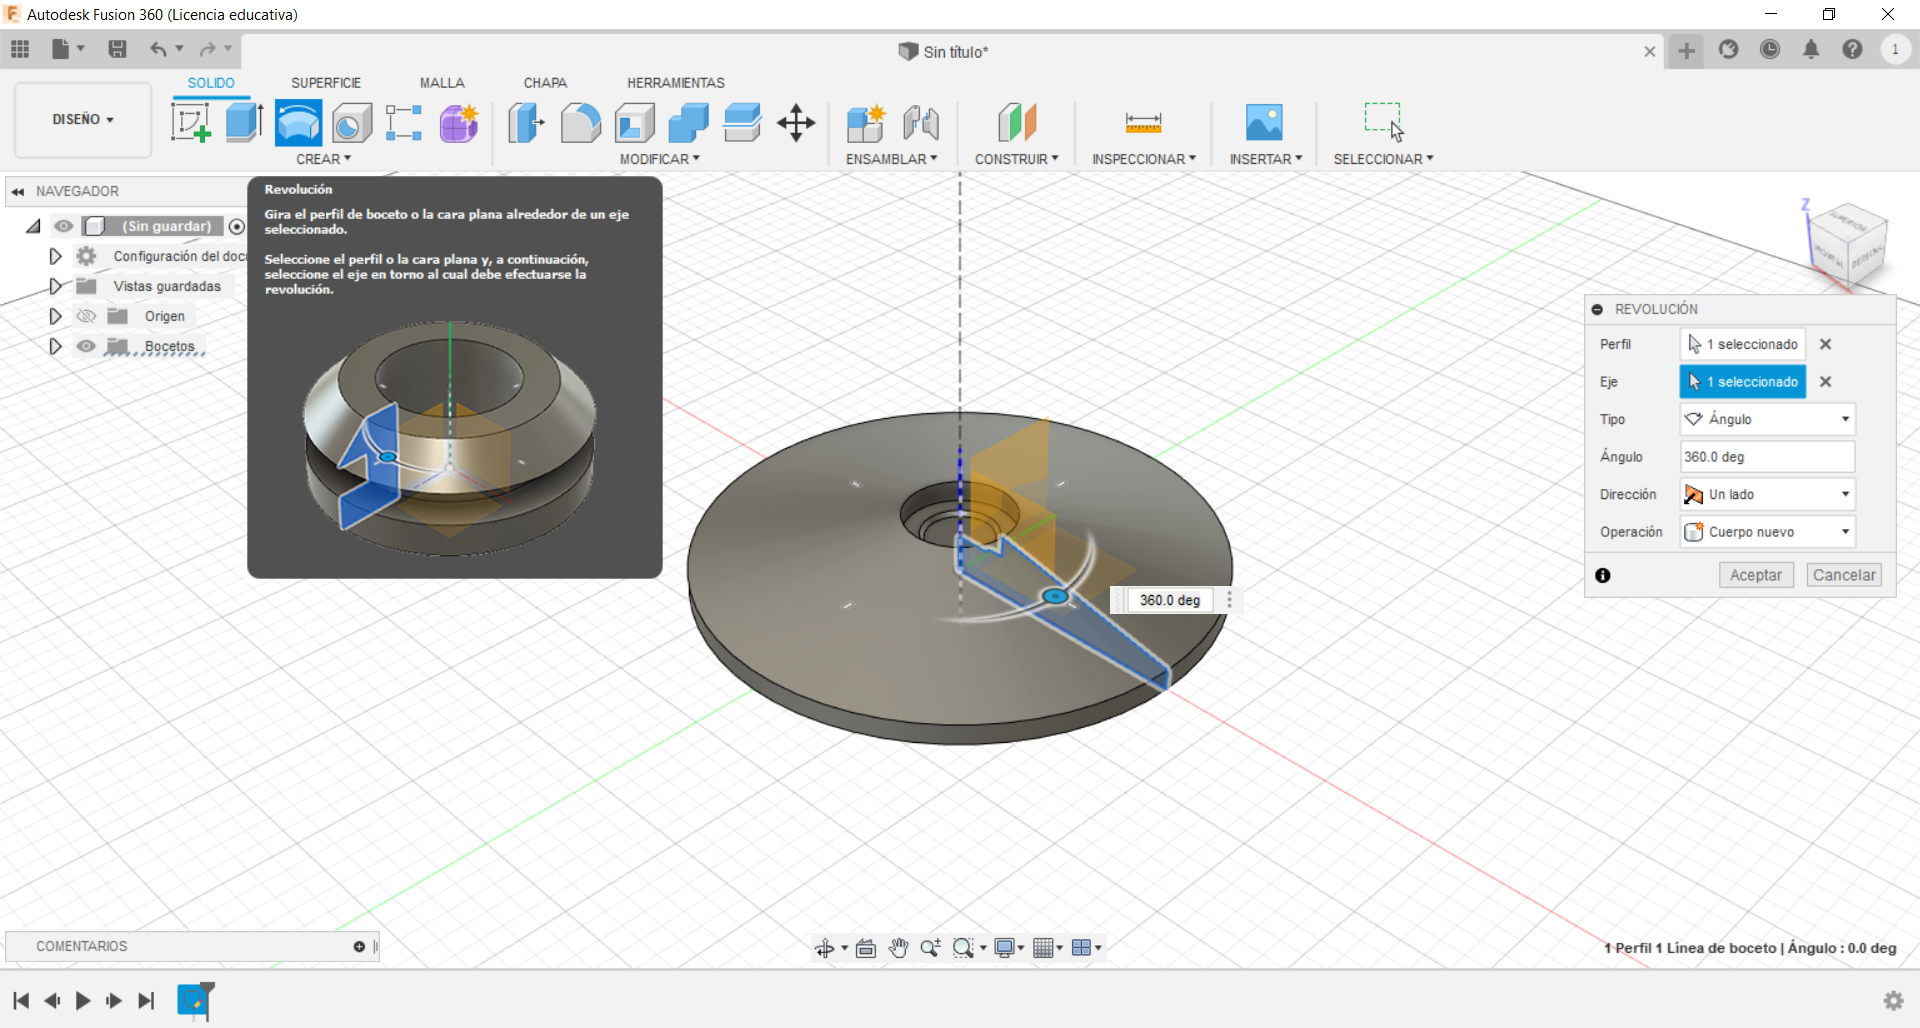 Autodesk Fusion 360 (Licencia educativa)
Sin título*
1
DISEÑO
SOLIDO
SUPERFICIE
MALLA
CHAPA
HERRAMIENTAS
CREAR
MODIFICAR
ENSAMBLAR
CONSTRUIR
INSPECCIONAR
INSERTAR
SELECCIONAR
NAVEGADOR
(Sin guardar)
Configuración del doc
Vistas guardadas
Origen
Bocetos
Revolución
Gira el perfil de boceto o la cara plana alrededor de un eje
seleccionado.
Seleccione el perfil o la cara plana y, a continuación,
seleccione el eje en torno al cual debe efectuarse la
revolución.
Z
SUPERIOR
DERECHA
360.0 deg
REVOLUCIÓN
Perfil
1 seleccionado
Eje
1 seleccionado
Tipo
Ángulo
Ángulo
360.0 deg
Dirección
Un lado
Operación
Cuerpo nuevo
Aceptar
Cancelar
COMENTARIOS
1 Perfil 1 Línea de boceto | Ángulo : 0.0 deg